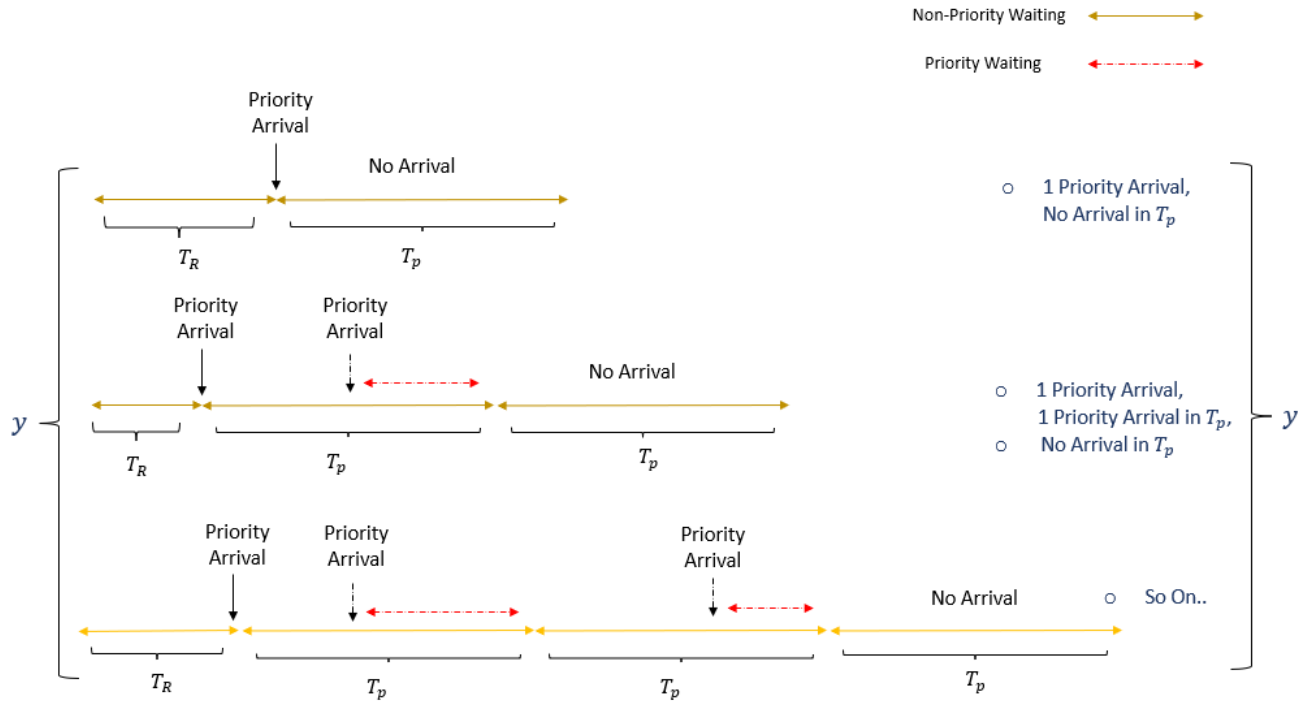 Non-Priority Waiting
Priority Waiting
Priority
Arrival
No Arrival
1 Priority Arrival,
No Arrival in T_p
T_R
T_p
Priority
Arrival
Priority
Arrival
No Arrival
1 Priority Arrival,
1 Priority Arrival in T_p,
No Arrival in T_p
y
y
T_R
T_p
T_p
Priority
Arrival
Priority
Arrival
Priority
Arrival
No Arrival
So On..
T_R
T_p
T_p
T_p